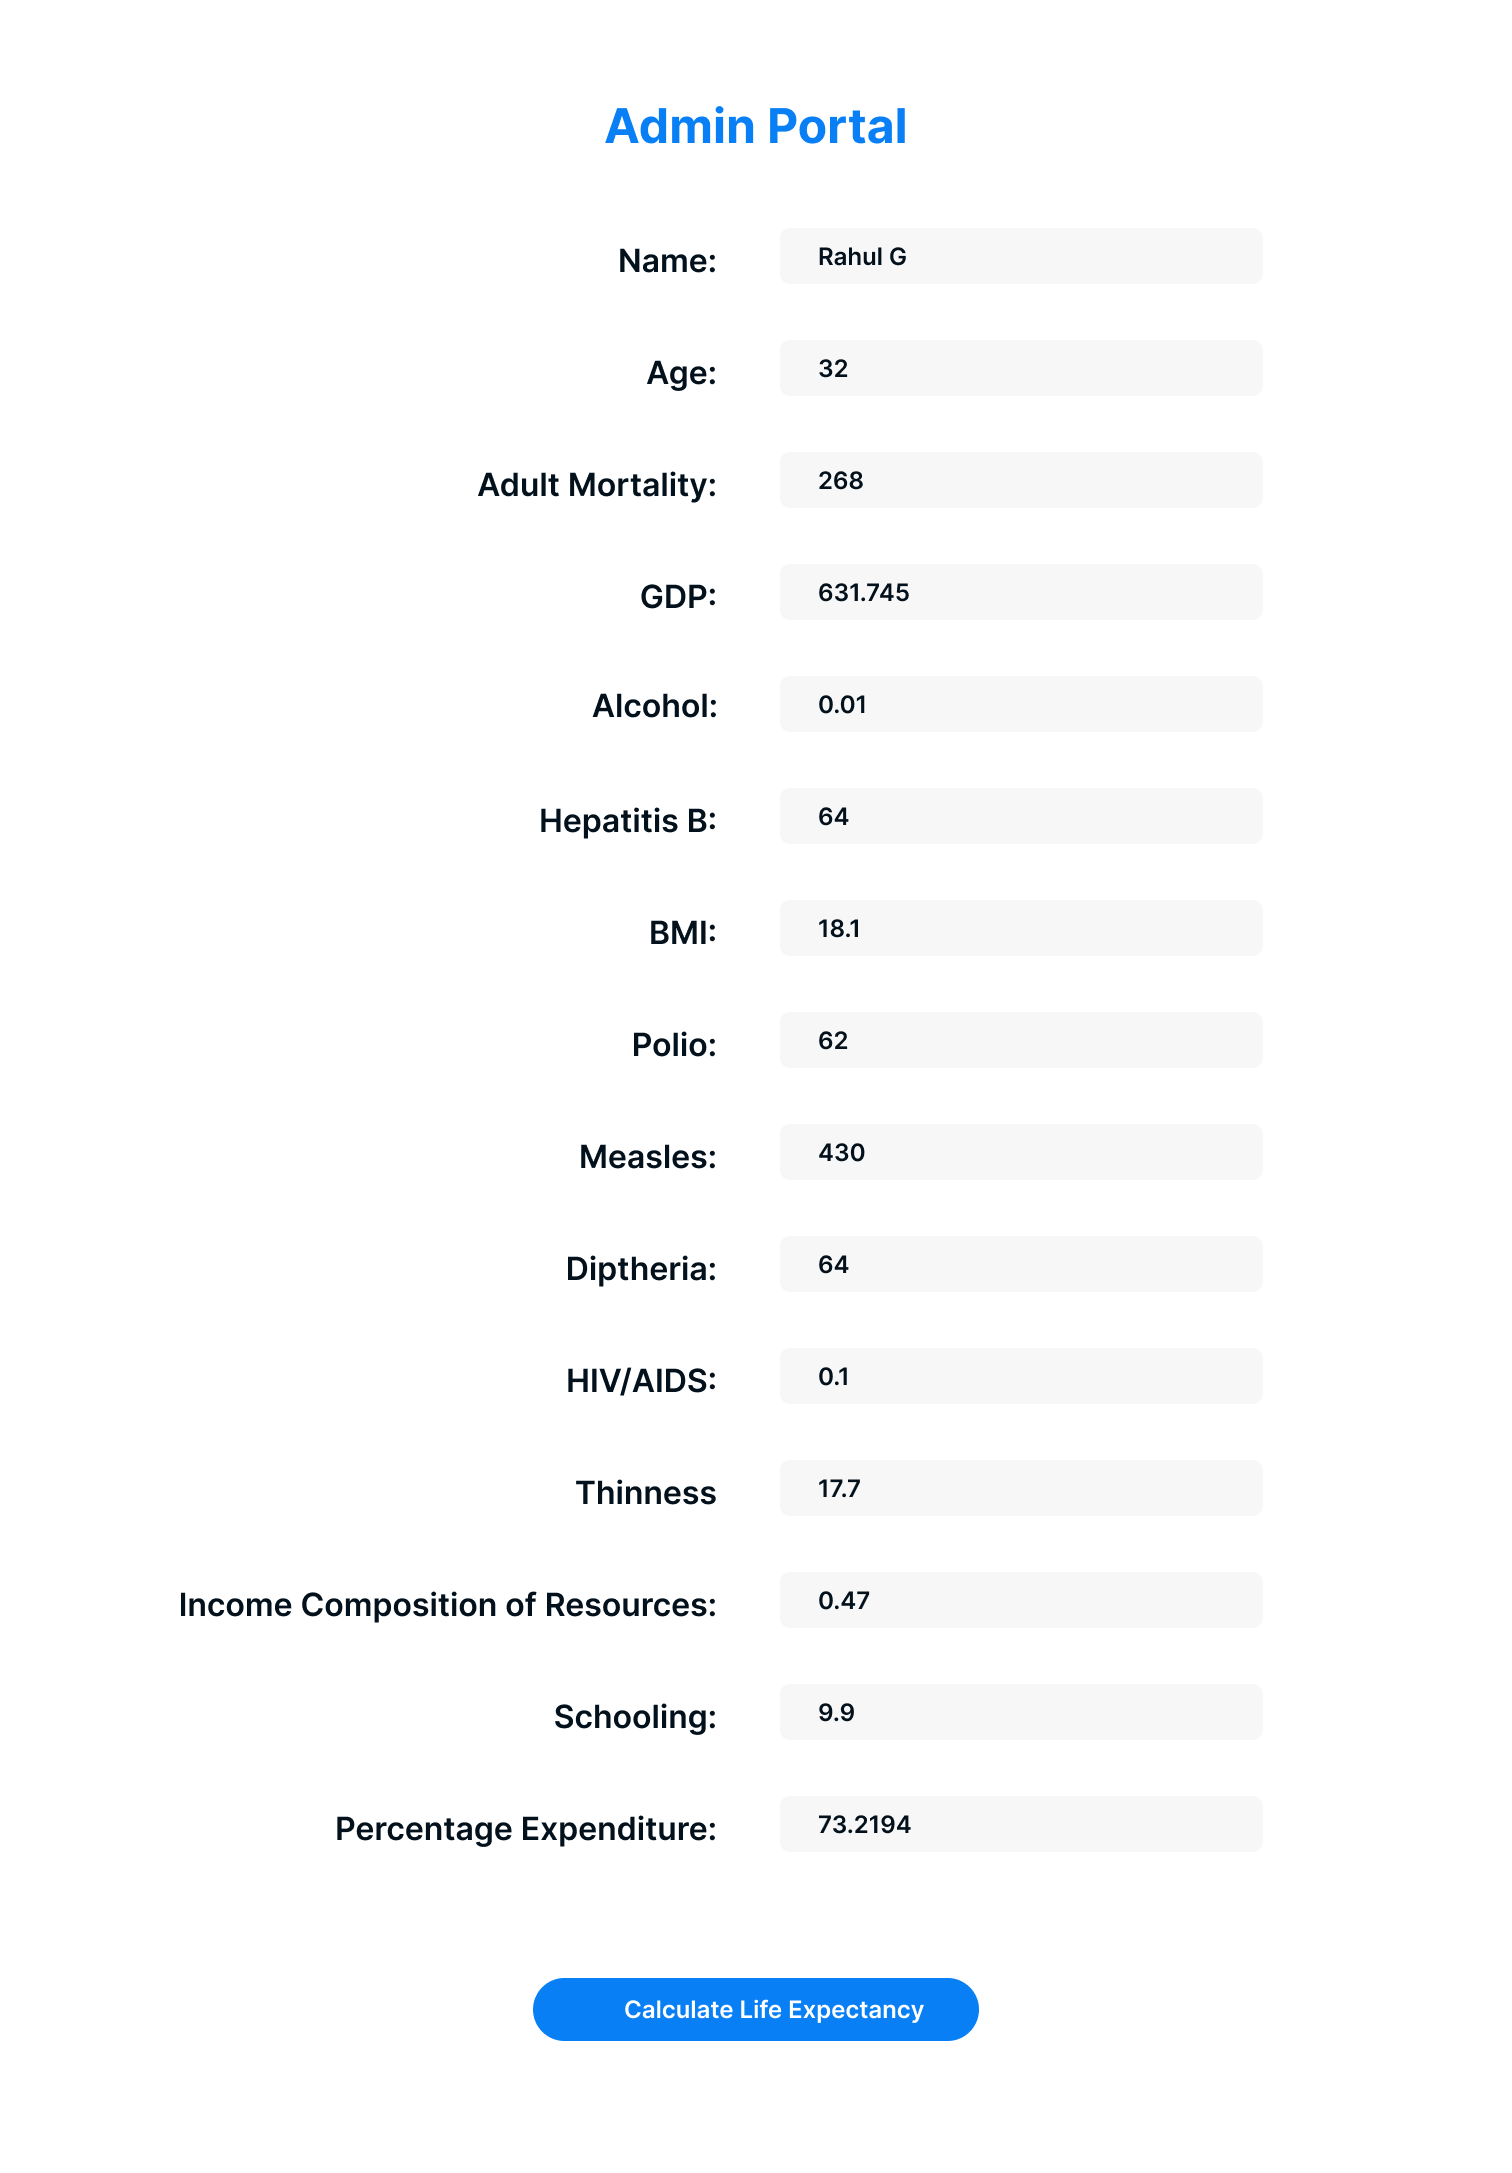 Admin Portal
Name: Rahul G
Age: 32
Adult Mortality: 268
GDP: 631.745
Alcohol: 0.01
Hepatitis B: 64
BMI: 18.1
Polio: 62
Measles: 430
Diptheria: 64
HIV/AIDS: 0.1
Thinness 17.7
Income Composition of Resources: 0.47
Schooling: 9.9
Percentage Expenditure: 73.2194
Calculate Life Expectancy